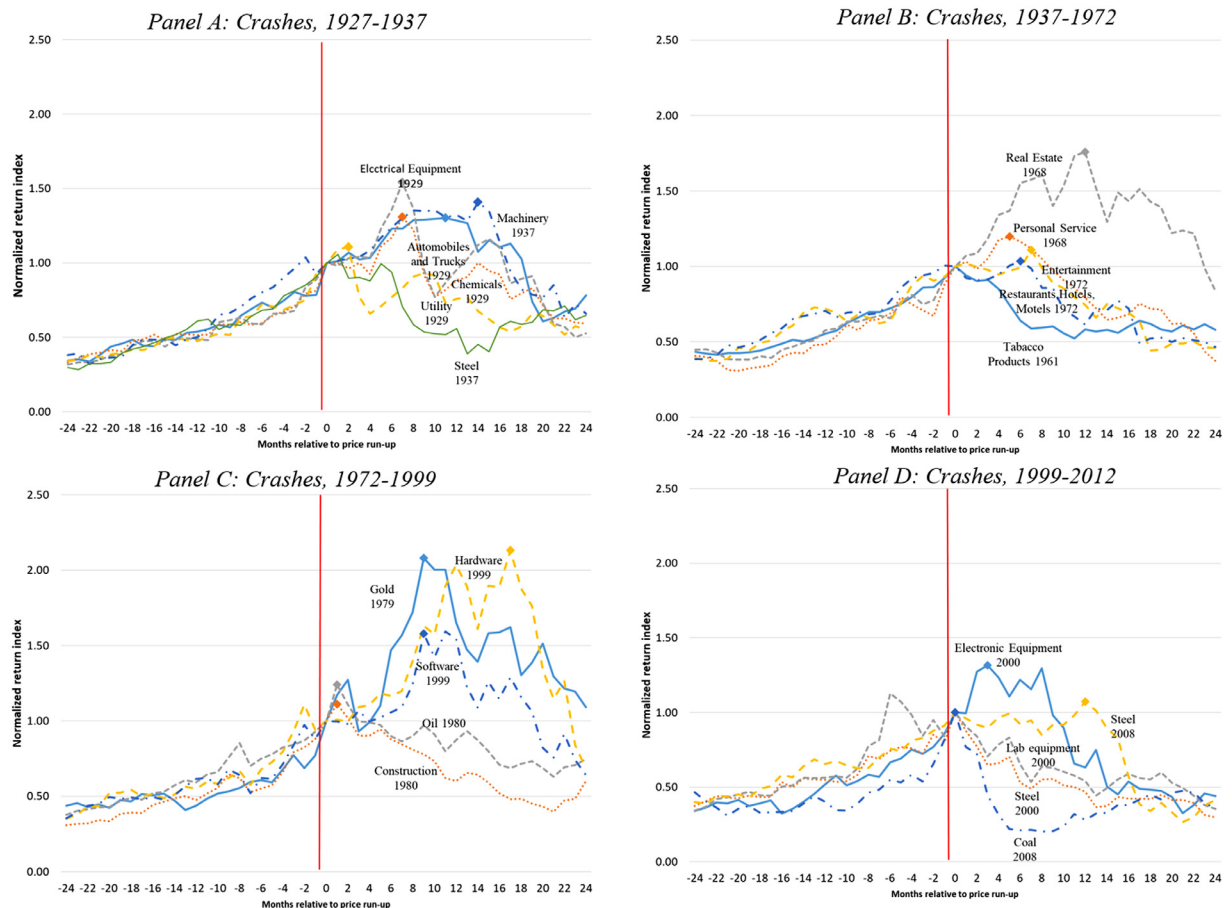 Panel A: Crashes, 1927-1937
2.50
2.00
1.50
1.00
0.50
0.00
Normalized return index
Elcctrical Equipment
1929
Machinery
1937
Automobiles
and Trucks
1929
Chemicals
1929
Utility
1929
Steel
1937
-24 -22 -20 -18 -16 -14 -12 -10 -8 -6 -4 -2 0 2 4 6 8 10 12 14 16 18 20 22 24
Months relative to price run-up
Panel B: Crashes, 1937-1972
2.50
2.00
1.50
1.00
0.50
0.00
Normalized return index
Real Estate
1968
Personal Service
1968
Entertainment
1972
Restaurants Hotels,
Motels 1972
Tabacco
Products 1961
-24 -22 -20 -18 -16 -14 -12 -10 -8 -6 -4 -2 0 2 4 6 8 10 12 14 16 18 20 22 24
Months relative to price run-up
Panel C: Crashes, 1972-1999
2.50
2.00
1.50
1.00
0.50
0.00
Normalized return index
Hardware
1999
Gold
1979
Software
1999
Oil 1980
Construction
1980
-24 -22 -20 -18 -16 -14 -12 -10 -8 -6 -4 -2 0 2 4 6 8 10 12 14 16 18 20 22 24
Months relative to price run-up
Panel D: Crashes, 1999-2012
2.50
2.00
1.50
1.00
0.50
0.00
Normalized return index
Electronic Equipment
2000
Steel
2008
Lab equipment
2000
Steel
2000
Coal
2008
-24 -22 -20 -18 -16 -14 -12 -10 -8 -6 -4 -2 0 2 4 6 8 10 12 14 16 18 20 22 24
Months relative to price run-up